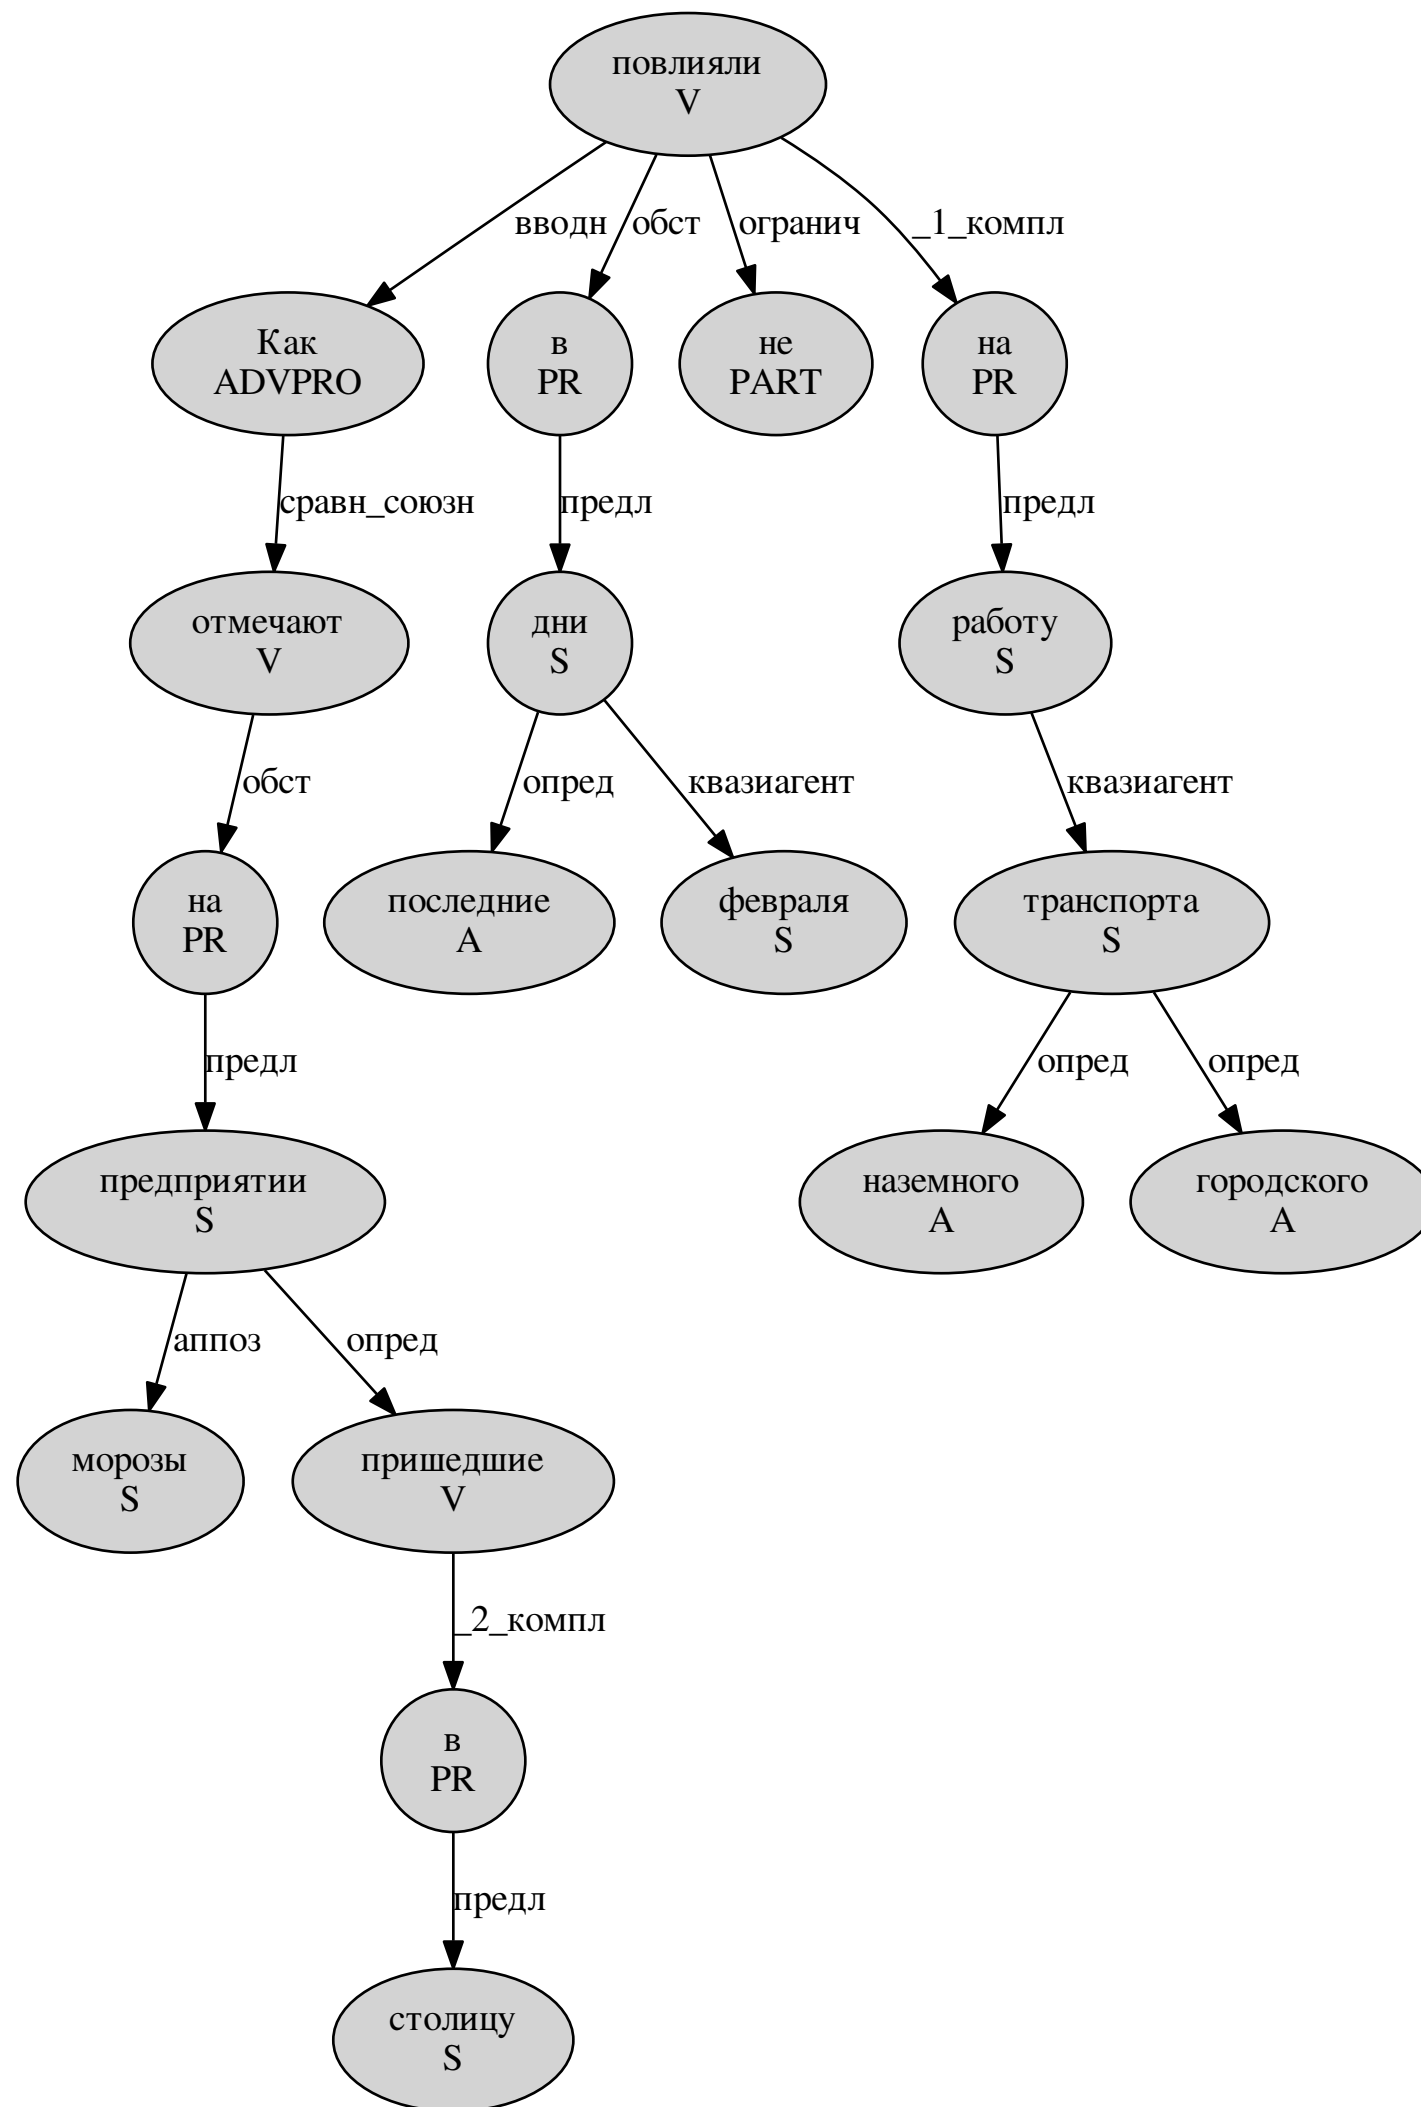 повлияли
V
вводн
обст
огранич
_1_компл
Как
ADVPRO
в
PR
не
PART
на
PR
сравн_союзн
предл
предл
отмечают
V
дни
S
работу
S
обст
опред
квазиагент
квазиагент
на
PR
последние
A
февраля
S
транспорта
S
предл
опред
опред
предприятии
S
наземного
A
городского
A
аппоз
опред
морозы
S
пришедшие
V
_2_компл
в
PR
предл
столицу
S